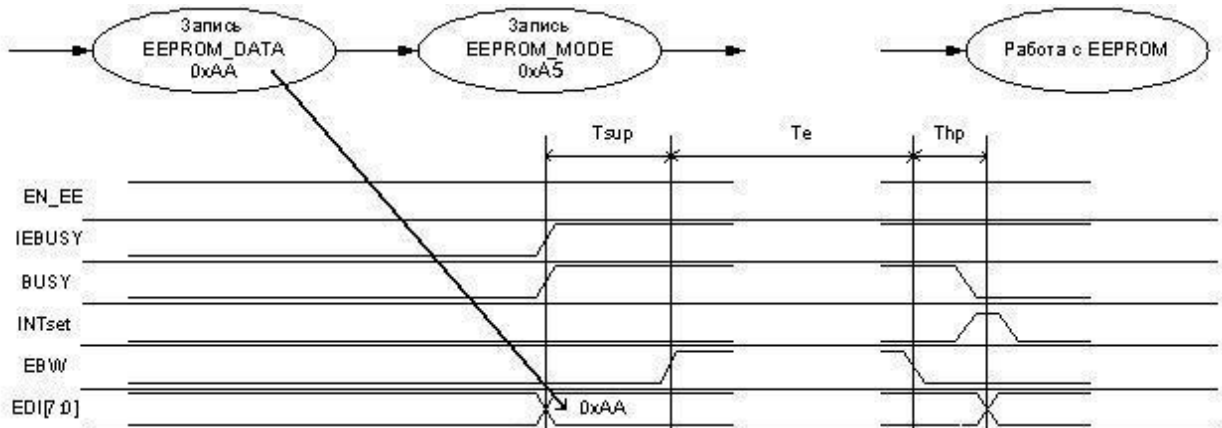 Запись
EEPROM_DATA
0xAA
Запись
EEPROM_MODE
0xA5
Работа с EEPROM
Tsup
Te
Thp
EN_EE
IEBUSY
BUSY
INTset
EBW
EDI[7:0]
0xAA